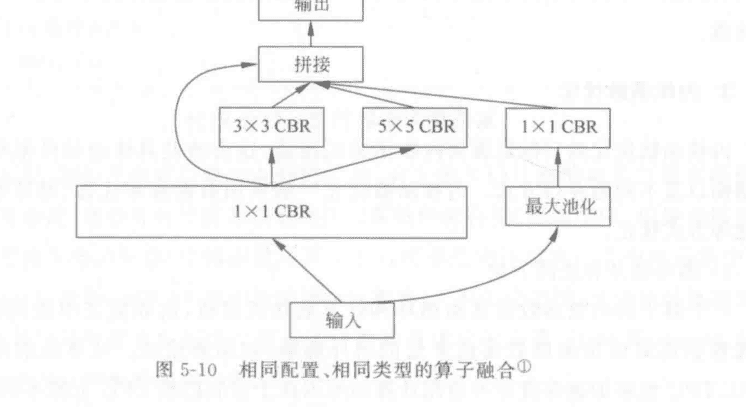 输出
拼接
3×3 CBR 5×5 CBR 1×1 CBR
1×1 CBR 最大池化
输入
图 5-10 相同配置、相同类型的算子融合①